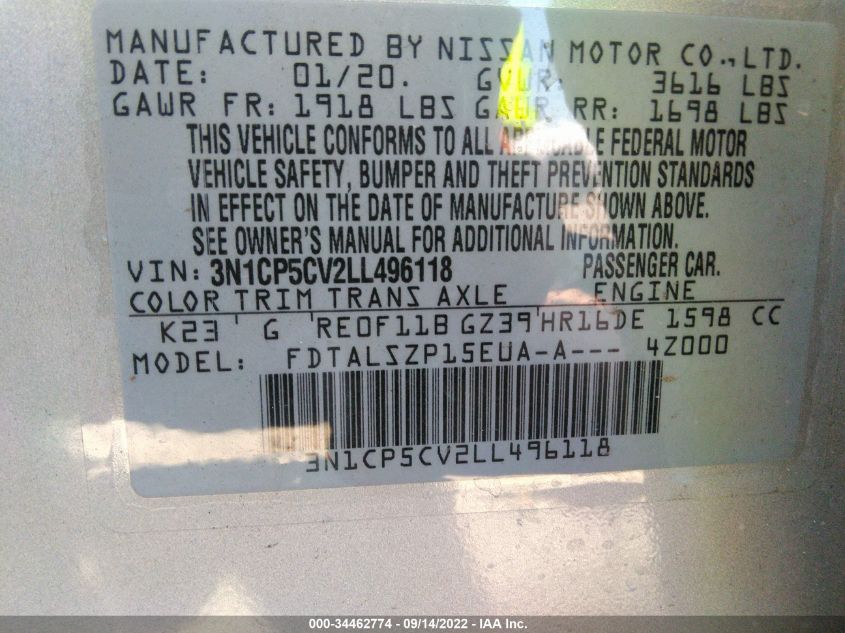 MANUFACTURED BY NISSAN MOTOR CO., LTD.
DATE: 01/20. GVWR: 3616 LBS
GAWR FR: 1918 LBS GAWR RR: 1698 LBS
THIS VEHICLE CONFORMS TO ALL APPLICABLE FEDERAL MOTOR
VEHICLE SAFETY, BUMPER AND THEFT PREVENTION STANDARDS
IN EFFECT ON THE DATE OF MANUFACTURE SHOWN ABOVE.
SEE OWNER'S MANUAL FOR ADDITIONAL INFORMATION.
VIN: 3N1CP5CV2LL496118 PASSENGER CAR.
COLOR TRIM TRANS AXLE ENGINE
K23 G RE0F11B GZ39 HR16DE 1598 CC
MODEL: FDTALSZP15EUA-A--- 4Z000
3N1CP5CV2LL496118
000-34462774 - 09/14/2022 - IAA Inc.